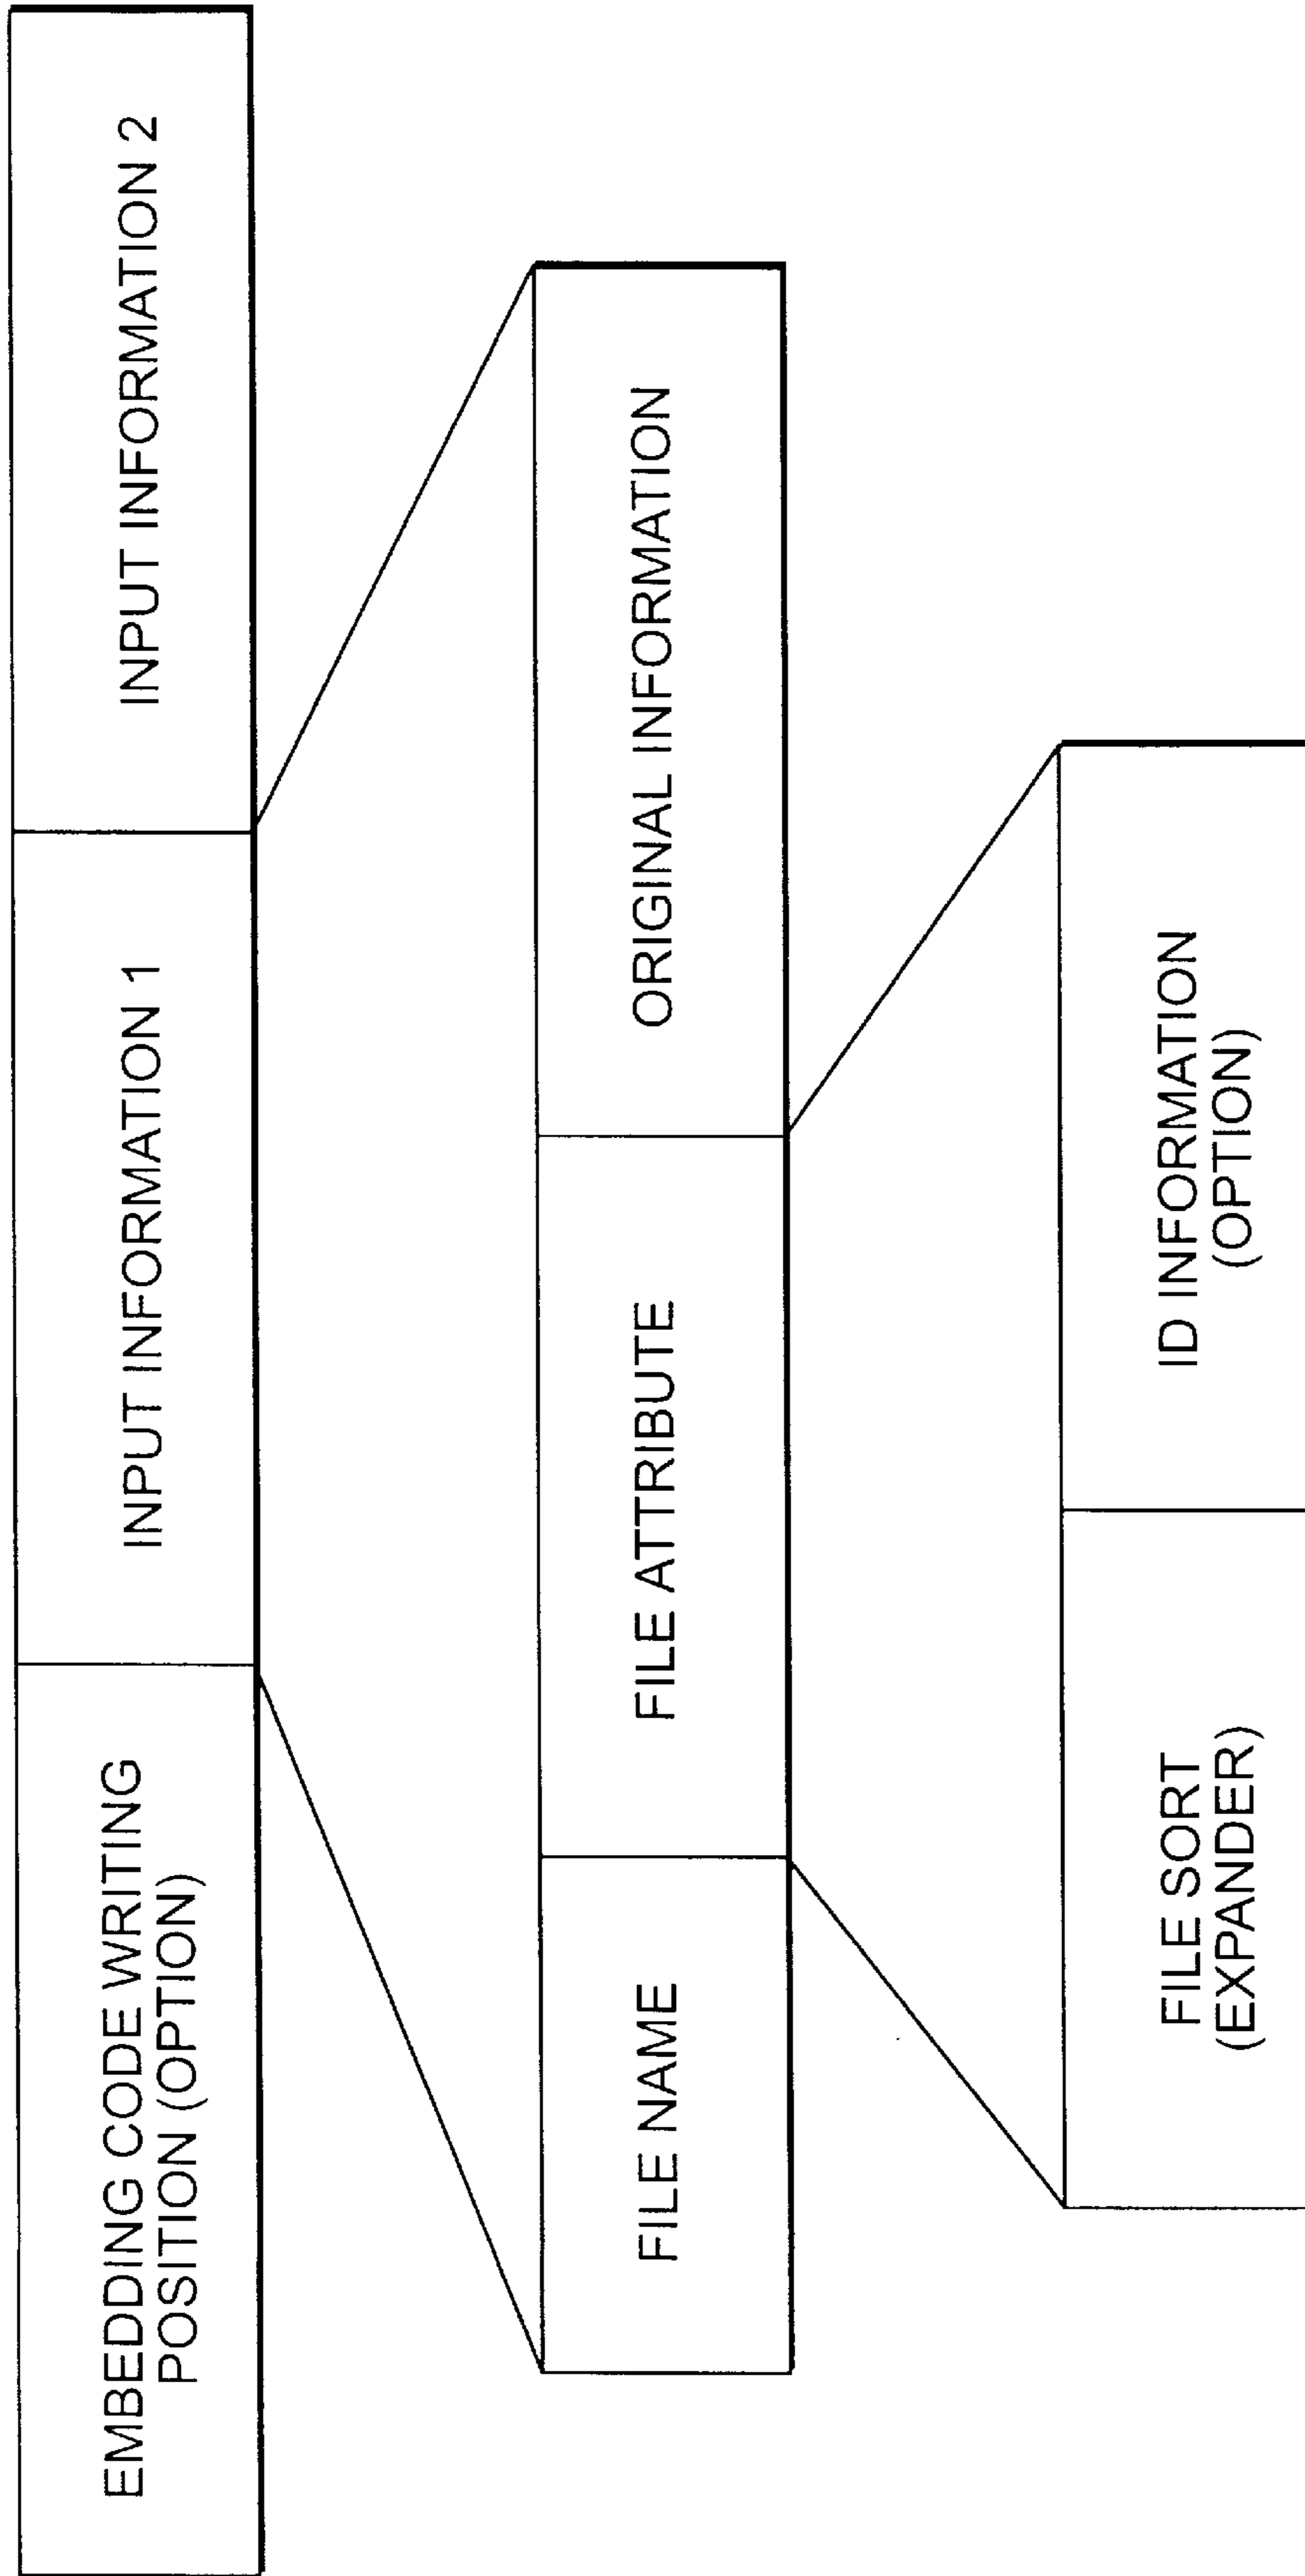 EMBEDDING CODE WRITING
POSITION (OPTION)
INPUT INFORMATION 1
INPUT INFORMATION 2
FILE NAME
FILE ATTRIBUTE
ORIGINAL INFORMATION
FILE SORT
(EXPANDER)
ID INFORMATION
(OPTION)